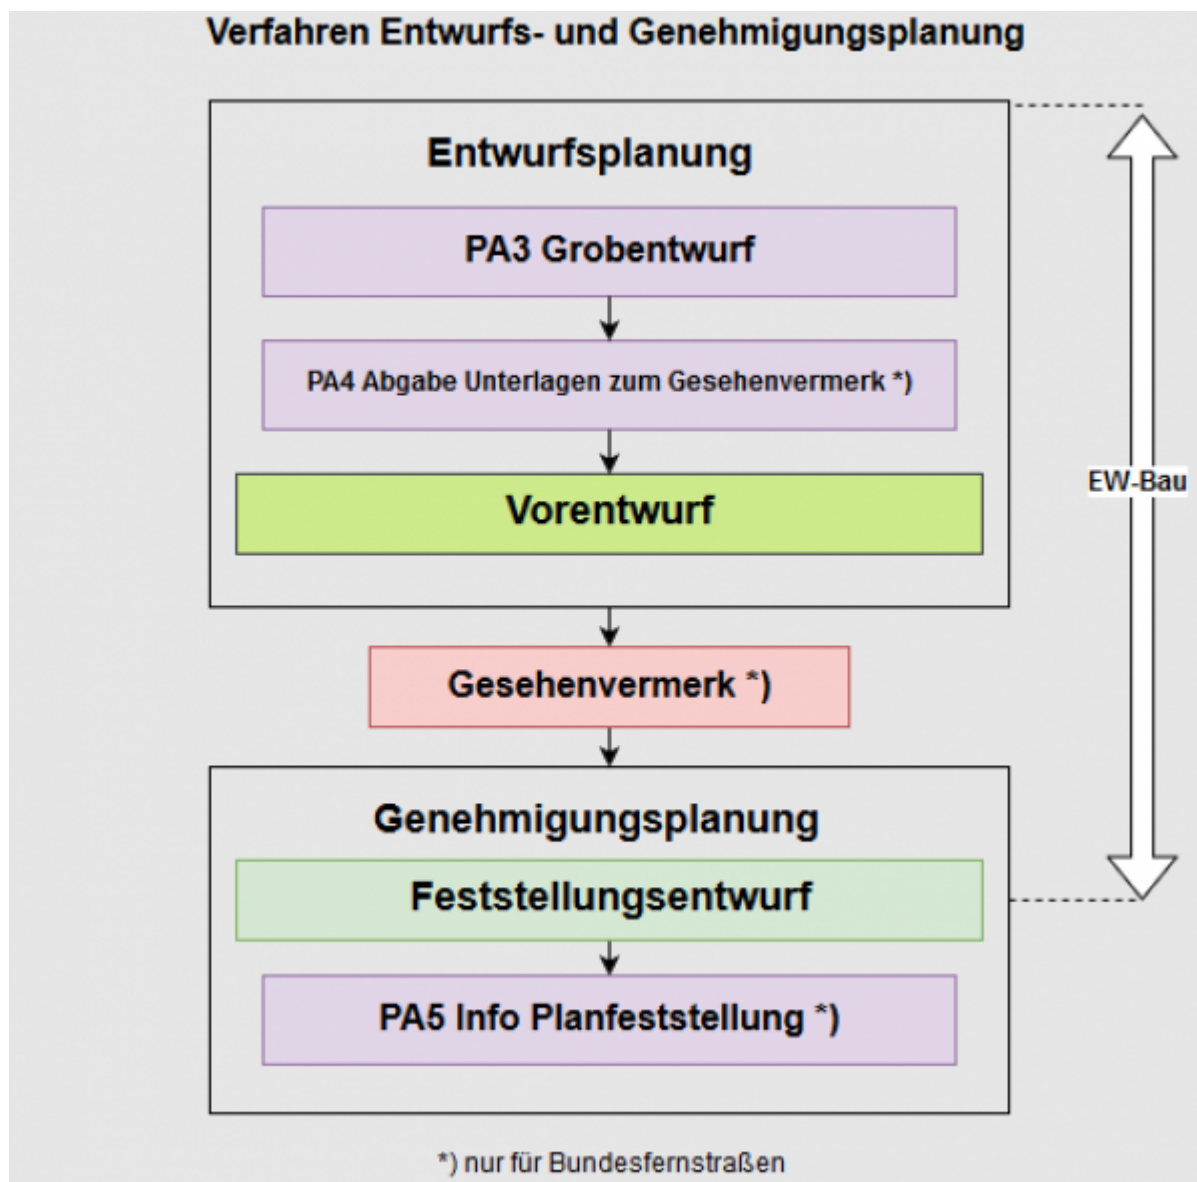 Verfahren Entwurfs- und Genehmigungsplanung
Entwurfsplanung
PA3 Grobentwurf
PA4 Abgabe Unterlagen zum Gesehenvermerk *)
Vorentwurf
EW-Bau
Gesehenvermerk *)
Genehmigungsplanung
Feststellungsentwurf
PA5 Info Planfeststellung *)
*) nur für Bundesfernstraßen